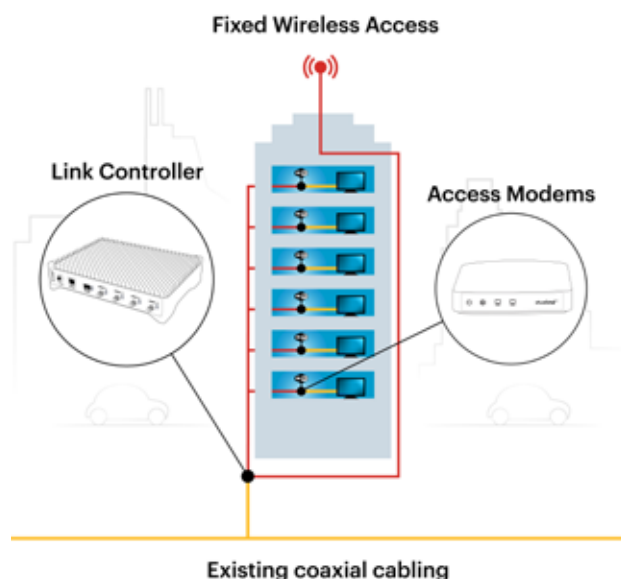 Fixed Wireless Access
Link Controller
Access Modems
Existing coaxial cabling